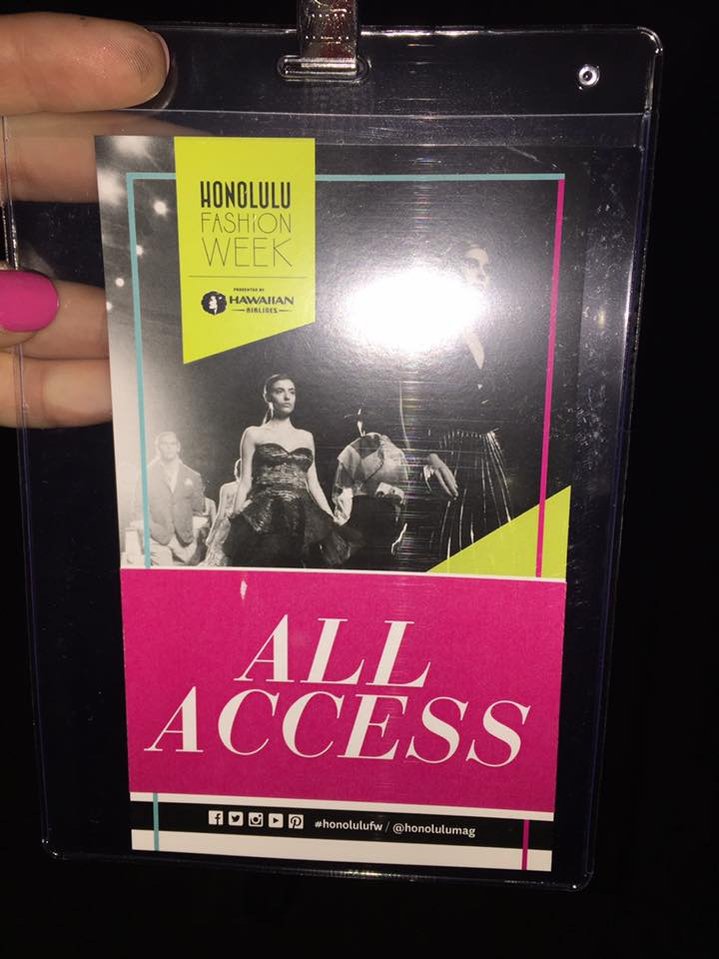 HONOLULU
FASHION
WEEK
PRESENTED BY
HAWAIIAN
AIRLINES
ALL
ACCESS
#honolulufw / @honolulumag